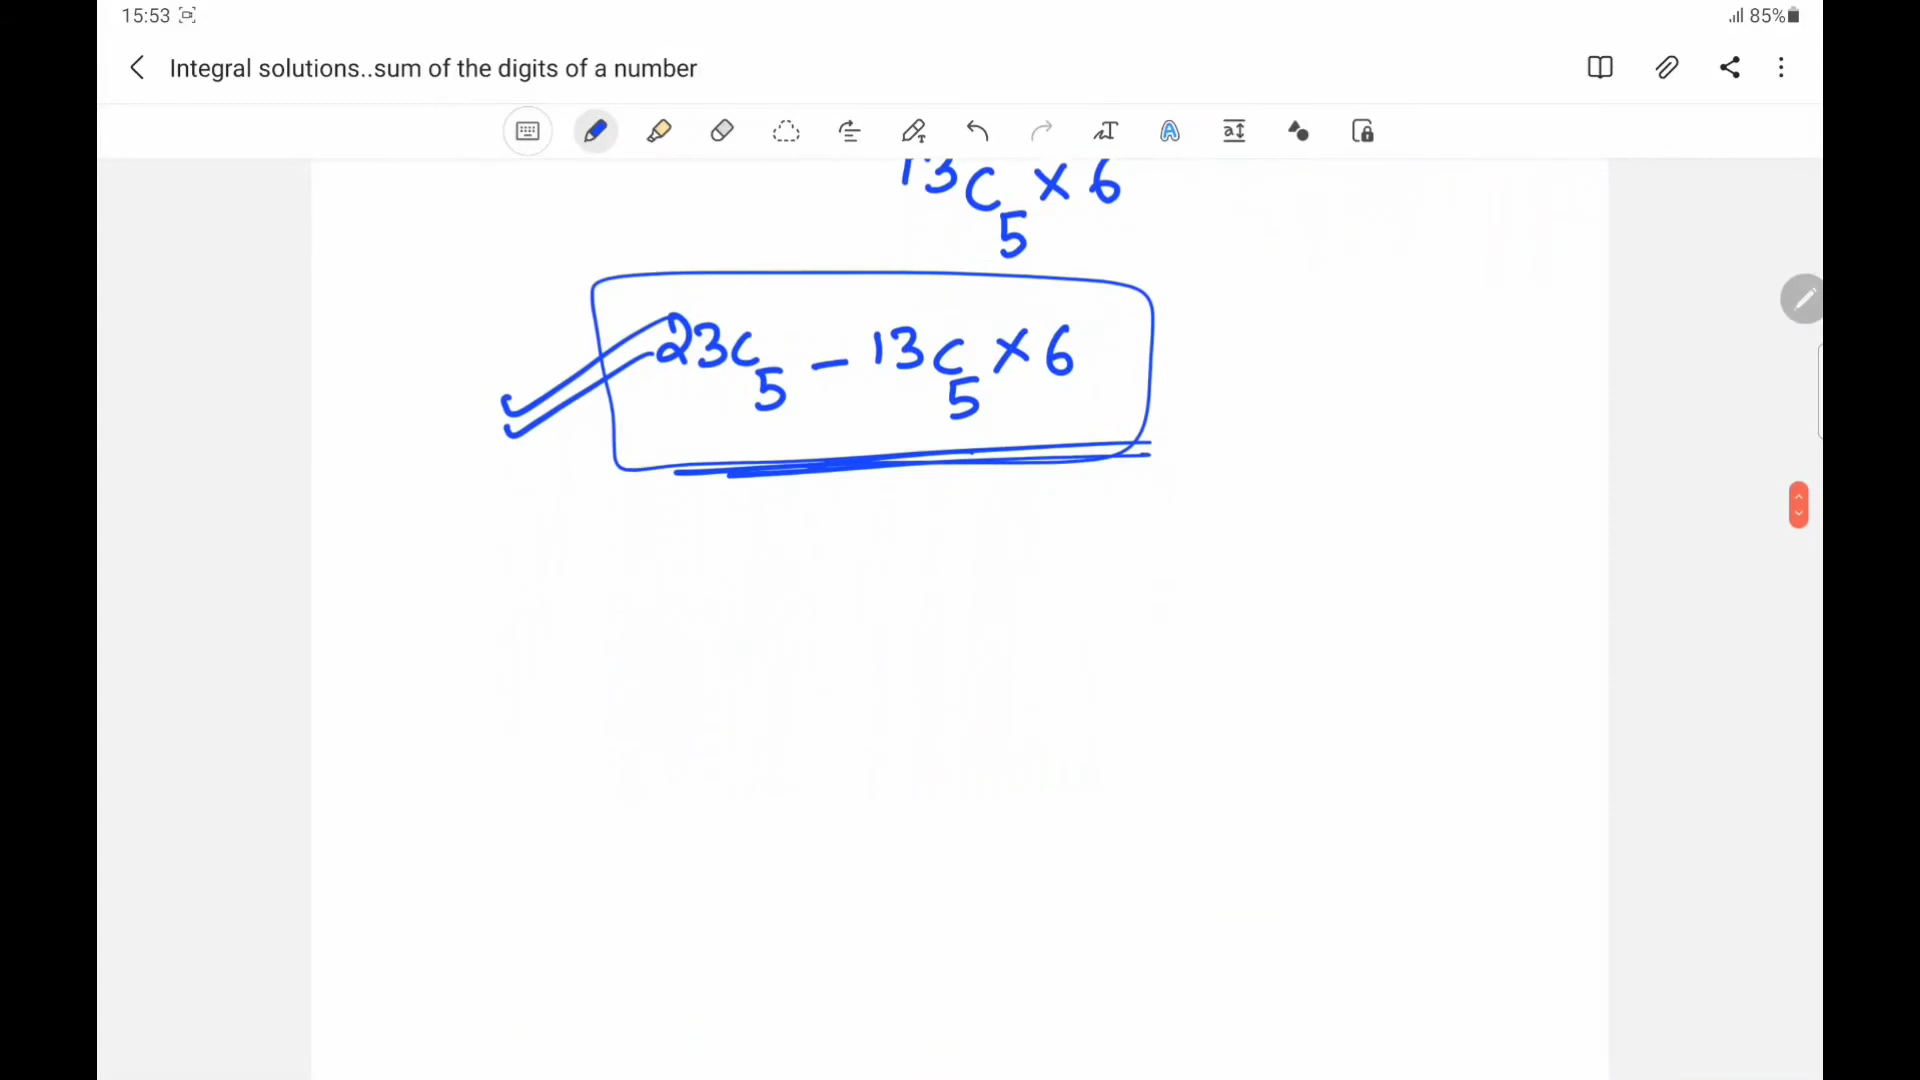 15:53
85%
Integral solutions..sum of the digits of a number
13C5 × 6
23C5 – 13C5 × 6